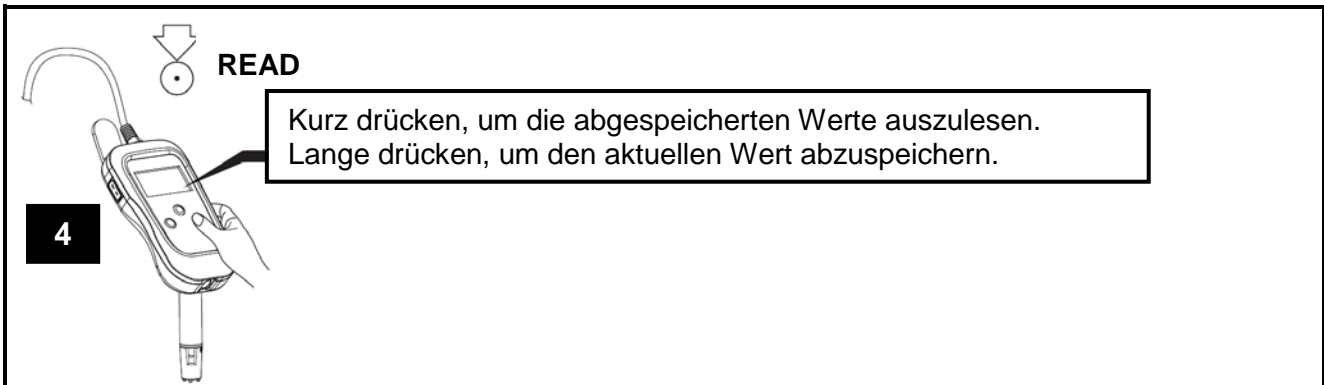 READ
Kurz drücken, um die abgespeicherten Werte auszulesen.
Lange drücken, um den aktuellen Wert abzuspeichern.
4